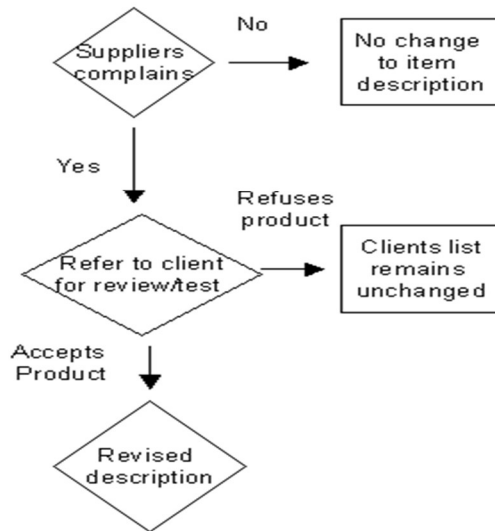 Suppliers
complains
No
No change
to item
description
Yes
Refuses
product
Refer to client
for review/test
Clients list
remains
unchanged
Accepts
Product
Revised
description